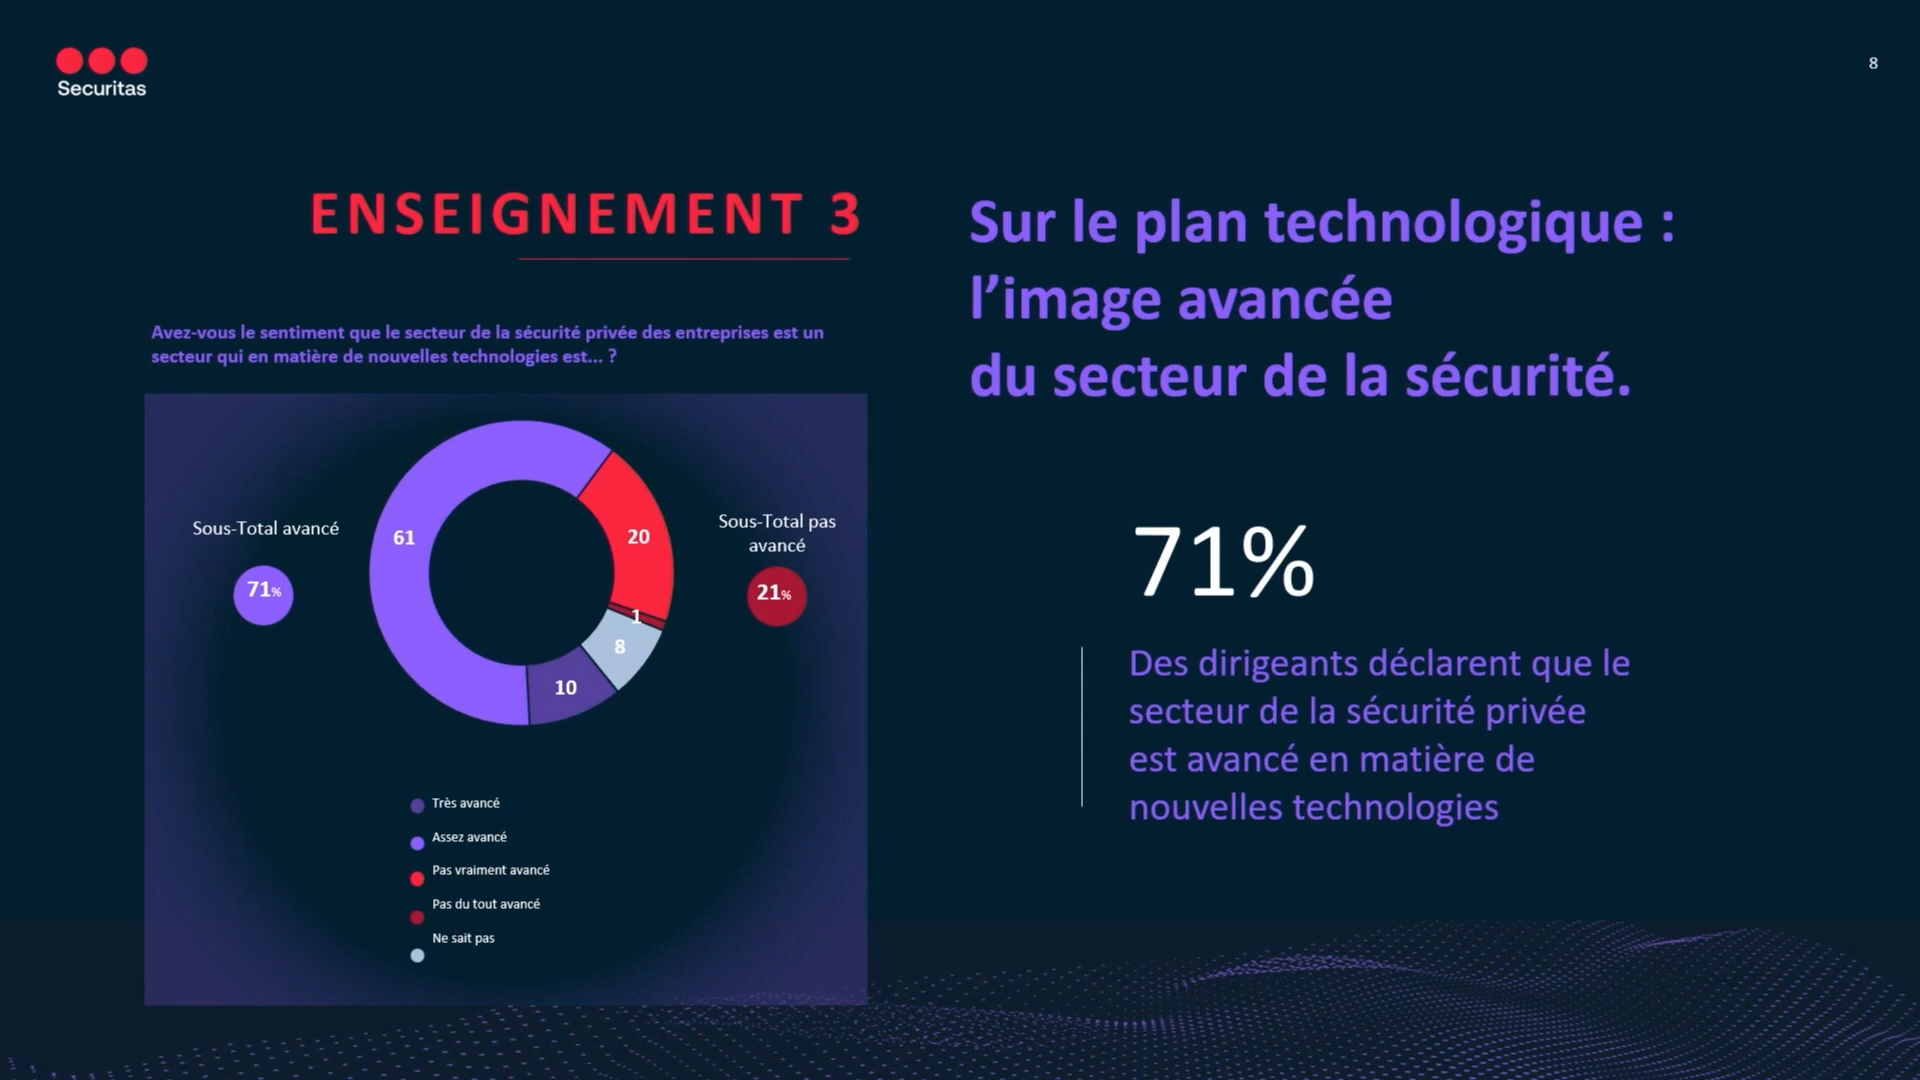 Securitas
8
ENSEIGNEMENT 3
Avez-vous le sentiment que le secteur de la sécurité privée des entreprises est un
secteur qui en matière de nouvelles technologies est... ?
Sous-Total avancé
71%
61
20
1
8
10
Sous-Total pas
avancé
21%
Très avancé
Assez avancé
Pas vraiment avancé
Pas du tout avancé
Ne sait pas
Sur le plan technologique :
l’image avancée
du secteur de la sécurité.
71%
Des dirigeants déclarent que le
secteur de la sécurité privée
est avancé en matière de
nouvelles technologies